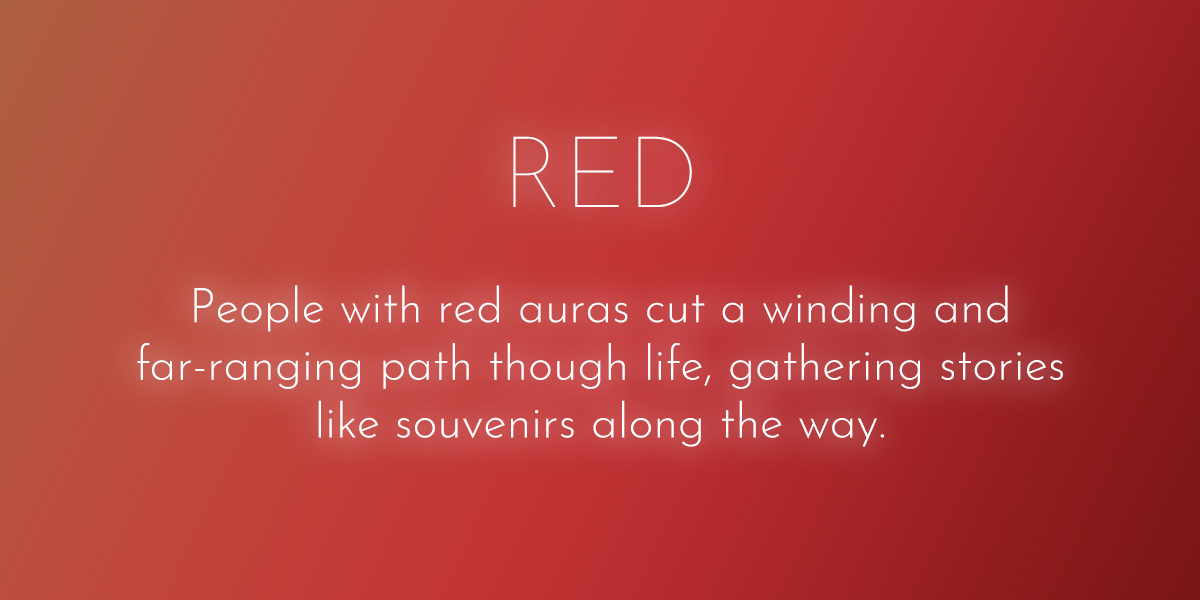 RED
People with red auras cut a winding and
far-ranging path though life, gathering stories
like souvenirs along the way.